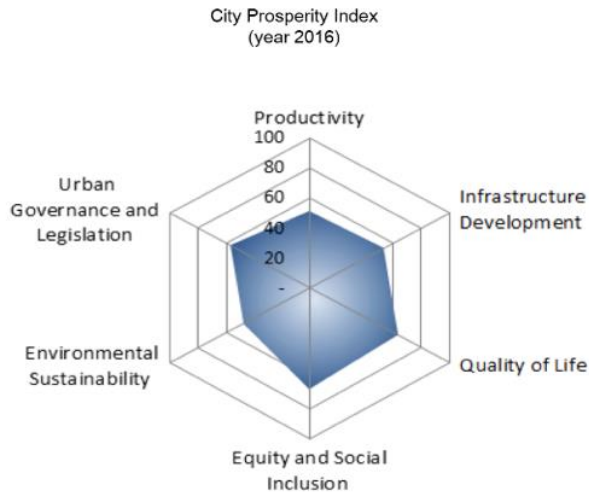 City Prosperity Index
(year 2016)
Productivity
100
80
60
40
20
-
Urban
Governance and
Legislation
Infrastructure
Development
Environmental
Sustainability
Quality of Life
Equity and Social
Inclusion